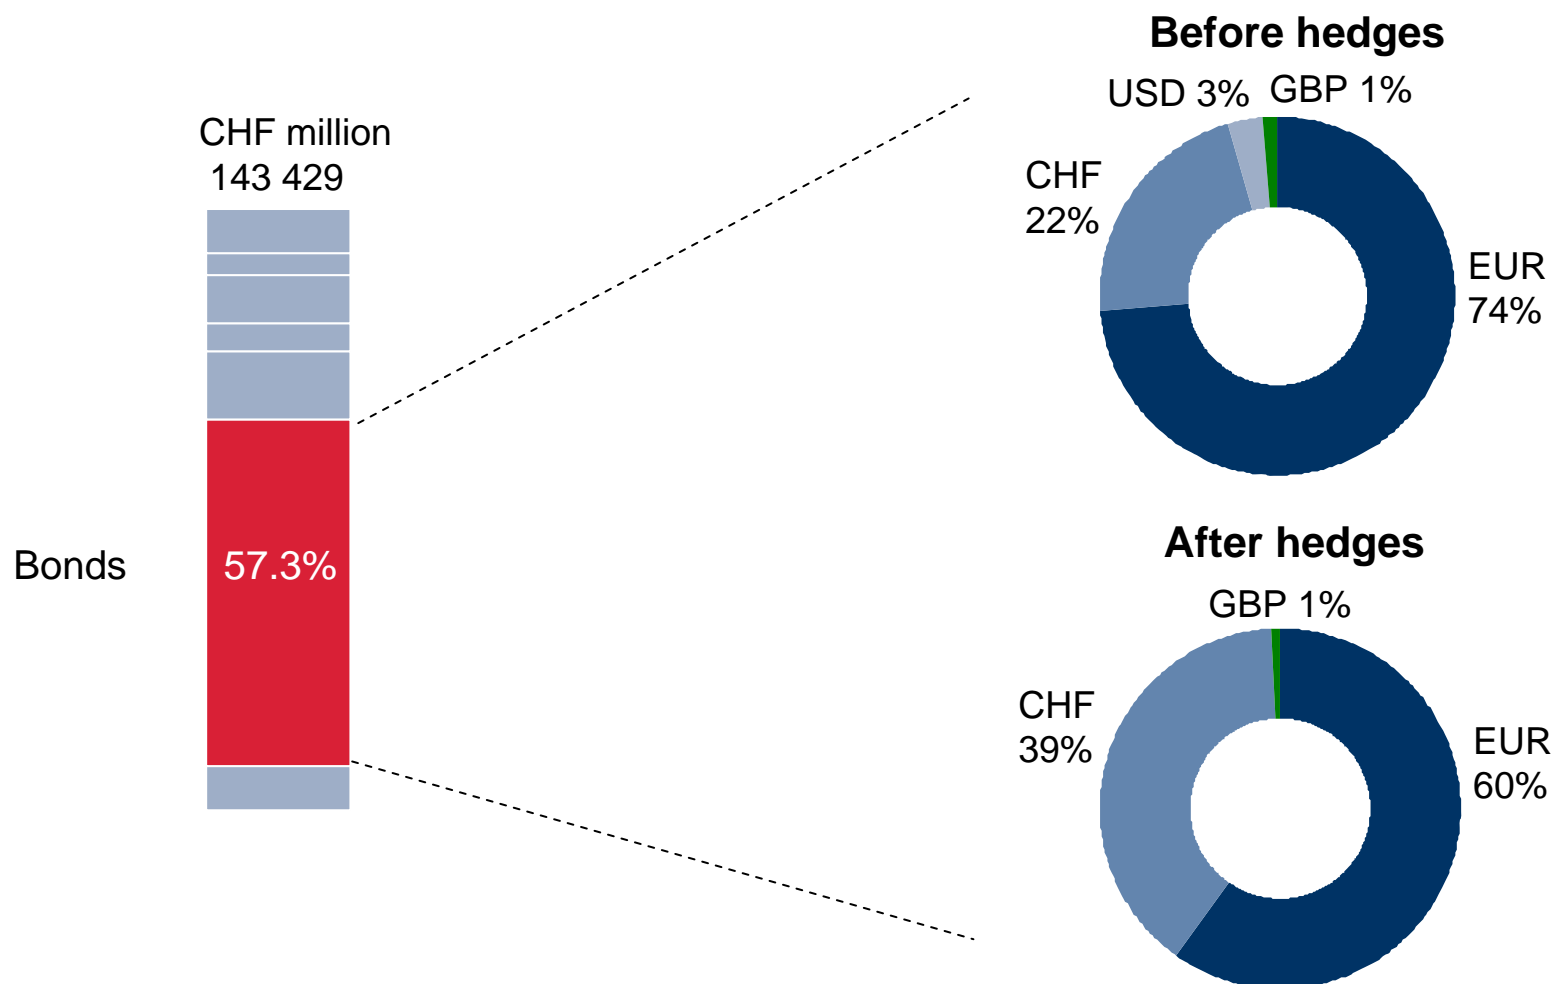 CHF million
143 429
Bonds
57.3%
Before hedges
USD 3%
GBP 1%
CHF
22%
EUR
74%
After hedges
GBP 1%
CHF
39%
EUR
60%